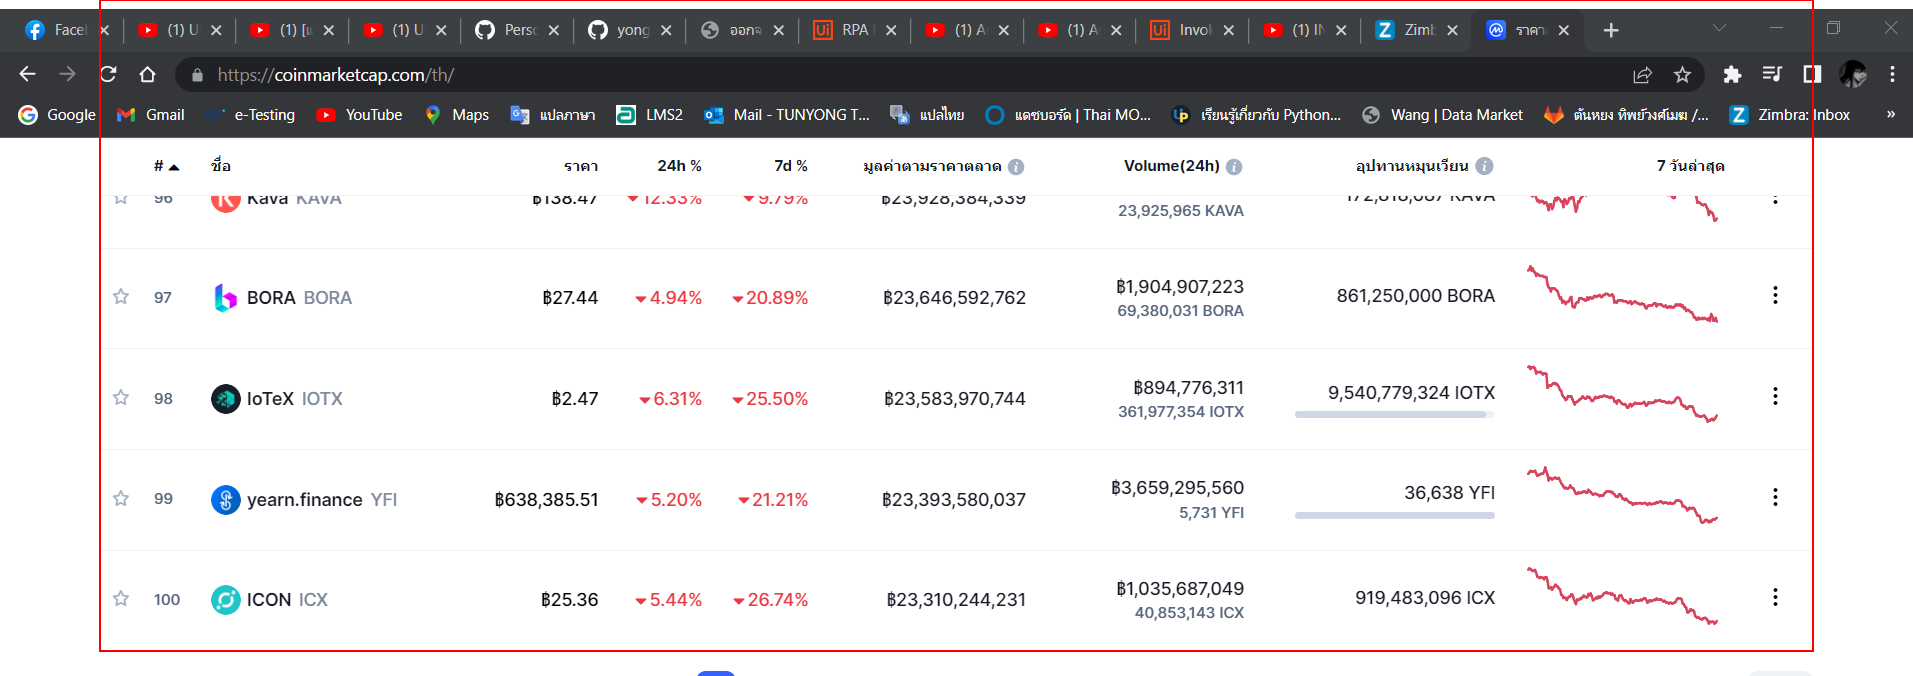 Facel (1) U (1) [แ (1) U Perso yong ออกจ RPA (1) A (1) A Invok (1) IN Zimb ราคา
https://coinmarketcap.com/th/
Google Gmail e-Testing YouTube Maps แปลภาษา LMS2 Mail - TUNYONG T... แปลไทย แดชบอร์ด | Thai MO... เรียนรู้เกี่ยวกับ Python... Wang | Data Market ตันหยง ทิพย์วงศ์เมฆ /... Zimbra: Inbox »
# ชื่อ ราคา 24h % 7d % มูลค่าตามราคาตลาด Volume(24h) อุปทานหมุนเวียน 7 วันล่าสุด
96 Kava KAVA ฿138.47 12.33% 9.79% ฿23,928,384,339 172,818,687 KAVA
23,925,965 KAVA
97 BORA BORA ฿27.44 4.94% 20.89% ฿23,646,592,762 ฿1,904,907,223 861,250,000 BORA
69,380,031 BORA
98 IoTeX IOTX ฿2.47 6.31% 25.50% ฿23,583,970,744 ฿894,776,311 9,540,779,324 IOTX
361,977,354 IOTX
99 yearn.finance YFI ฿638,385.51 5.20% 21.21% ฿23,393,580,037 ฿3,659,295,560 36,638 YFI
5,731 YFI
100 ICON ICX ฿25.36 5.44% 26.74% ฿23,310,244,231 ฿1,035,687,049 919,483,096 ICX
40,853,143 ICX